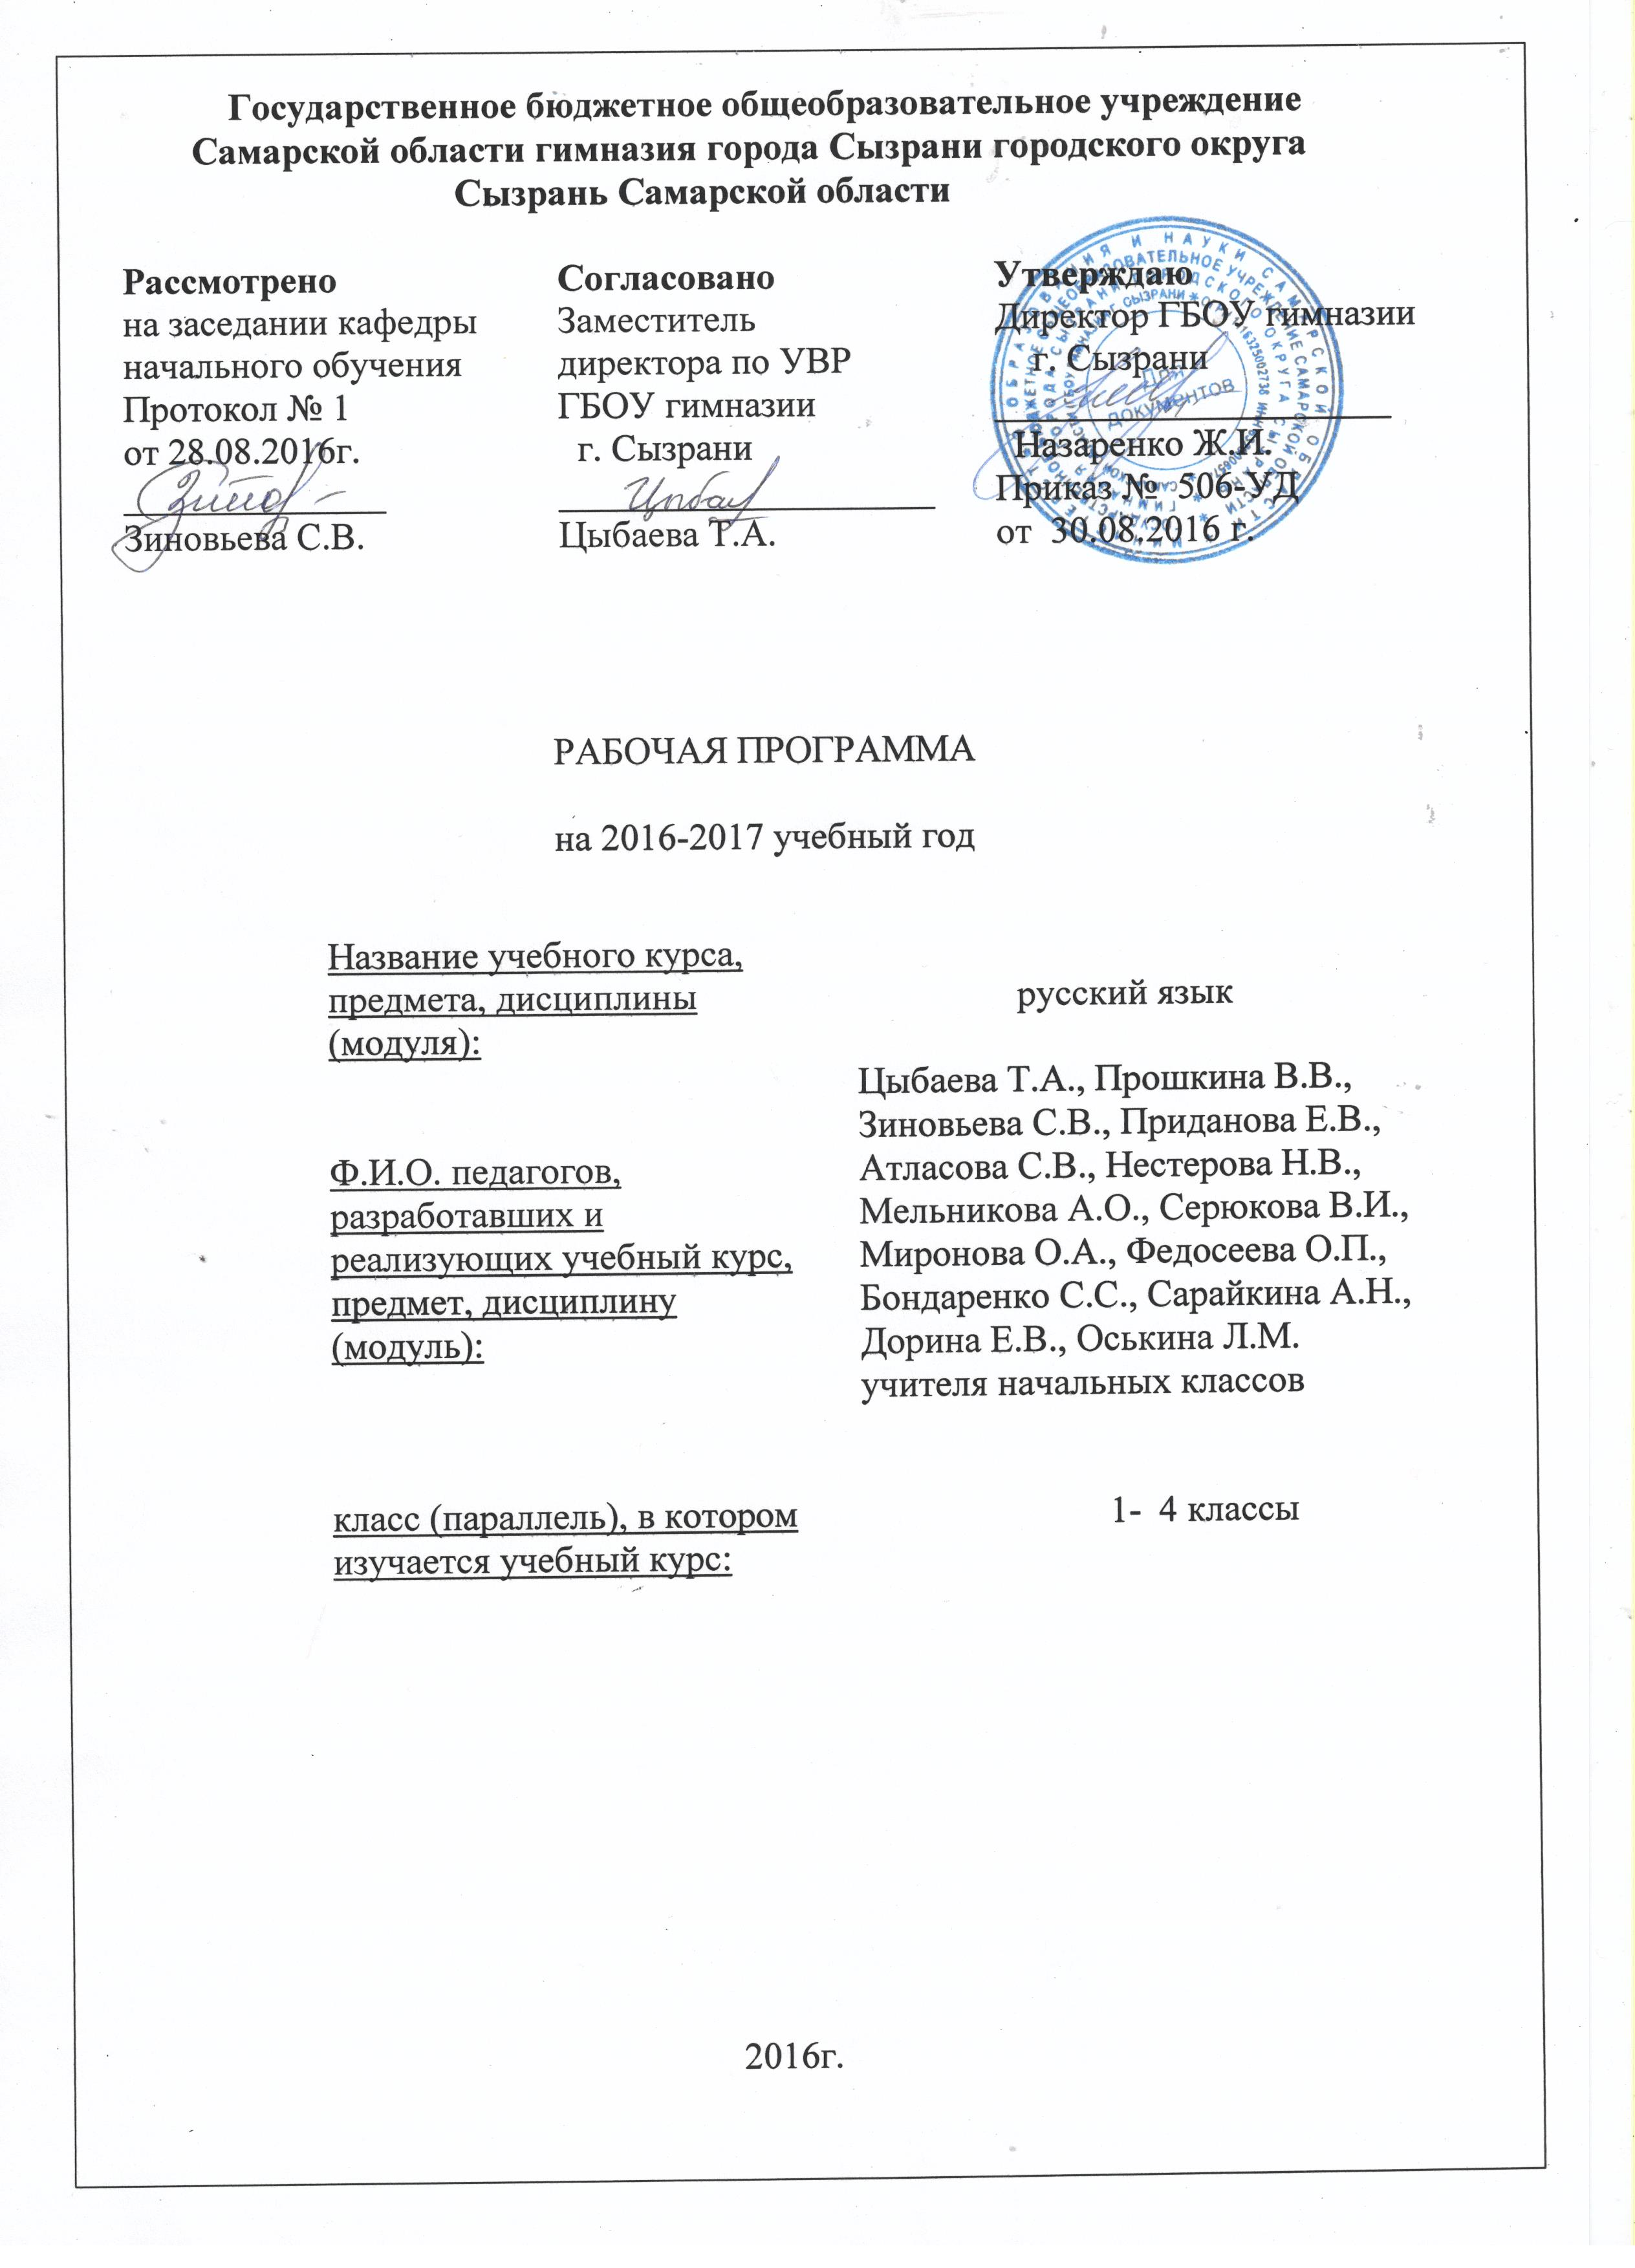 Государственное бюджетное общеобразовательное учреждение
Самарской области гимназия города Сызрани городского округа
Сызрань Самарской области
Рассмотрено
на заседании кафедры
начального обучения
Протокол № 1
от 28.08.2016г.
Зиновьева С.В.
Согласовано
Заместитель
директора по УВР
ГБОУ гимназии
г. Сызрани
Цыбаева Т.А.
Утверждаю
Директор ГБОУ гимназии
г. Сызрани
Назаренко Ж.И.
Приказ № 506-УД
от 30.08.2016 г.
Для
документов
РАБОЧАЯ ПРОГРАММА
на 2016-2017 учебный год
Название учебного курса,
предмета, дисциплины
(модуля):
русский язык
Ф.И.О. педагогов,
разработавших и
реализующих учебный курс,
предмет, дисциплину
(модуль):
Цыбаева Т.А., Прошкина В.В.,
Зиновьева С.В., Приданова Е.В.,
Атласова С.В., Нестерова Н.В.,
Мельникова А.О., Серюкова В.И.,
Миронова О.А., Федосеева О.П.,
Бондаренко С.С., Сарайкина А.Н.,
Дорина Е.В., Оськина Л.М.
учителя начальных классов
класс (параллель), в котором
изучается учебный курс:
1- 4 классы
2016г.